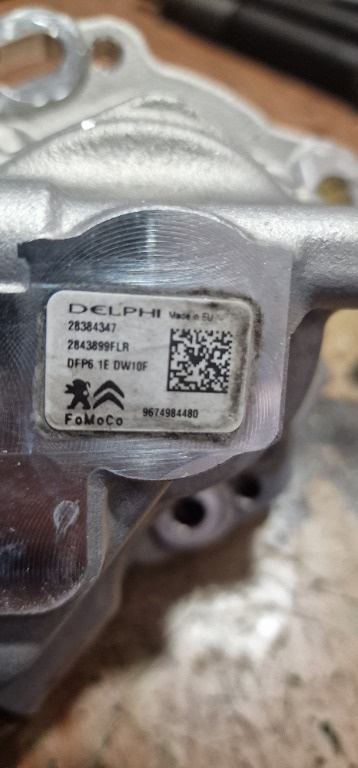 DELPHI Made in EU
28384347
2843899FLR
DFP6.1E DW10F
FoMoCo
9674984480